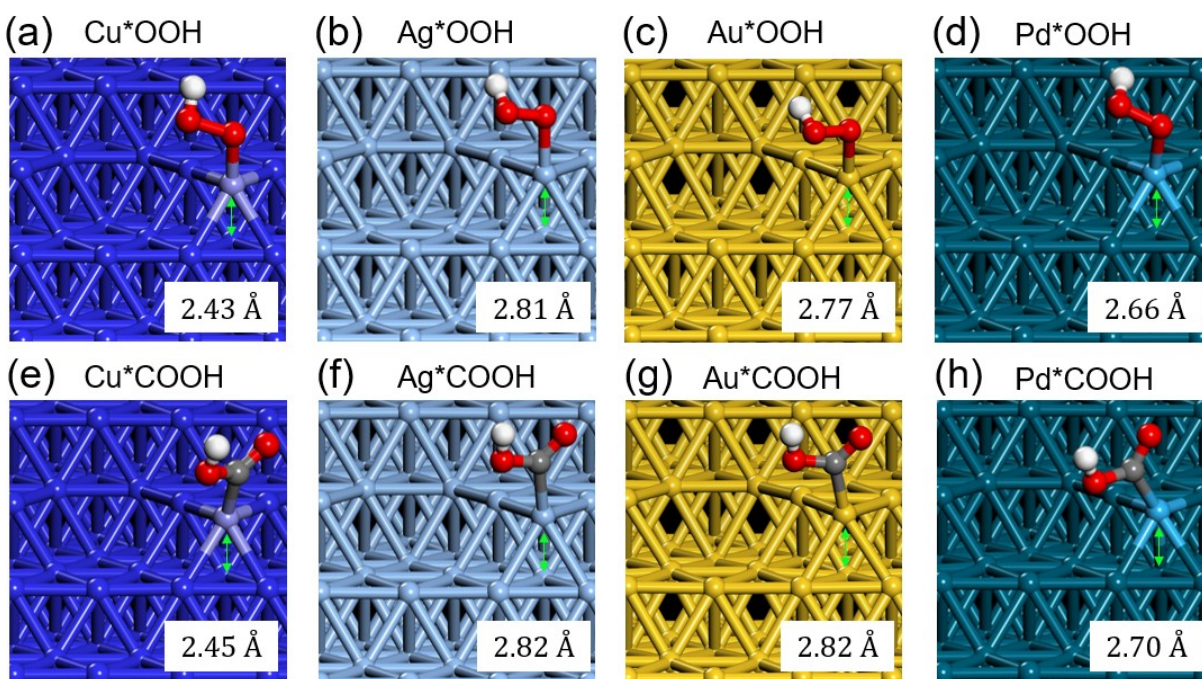 (a) Cu*OOH (b) Ag*OOH (c) Au*OOH (d) Pd*OOH
2.43 Å 2.81 Å 2.77 Å 2.66 Å
(e) Cu*COOH (f) Ag*COOH (g) Au*COOH (h) Pd*COOH
2.45 Å 2.82 Å 2.82 Å 2.70 Å